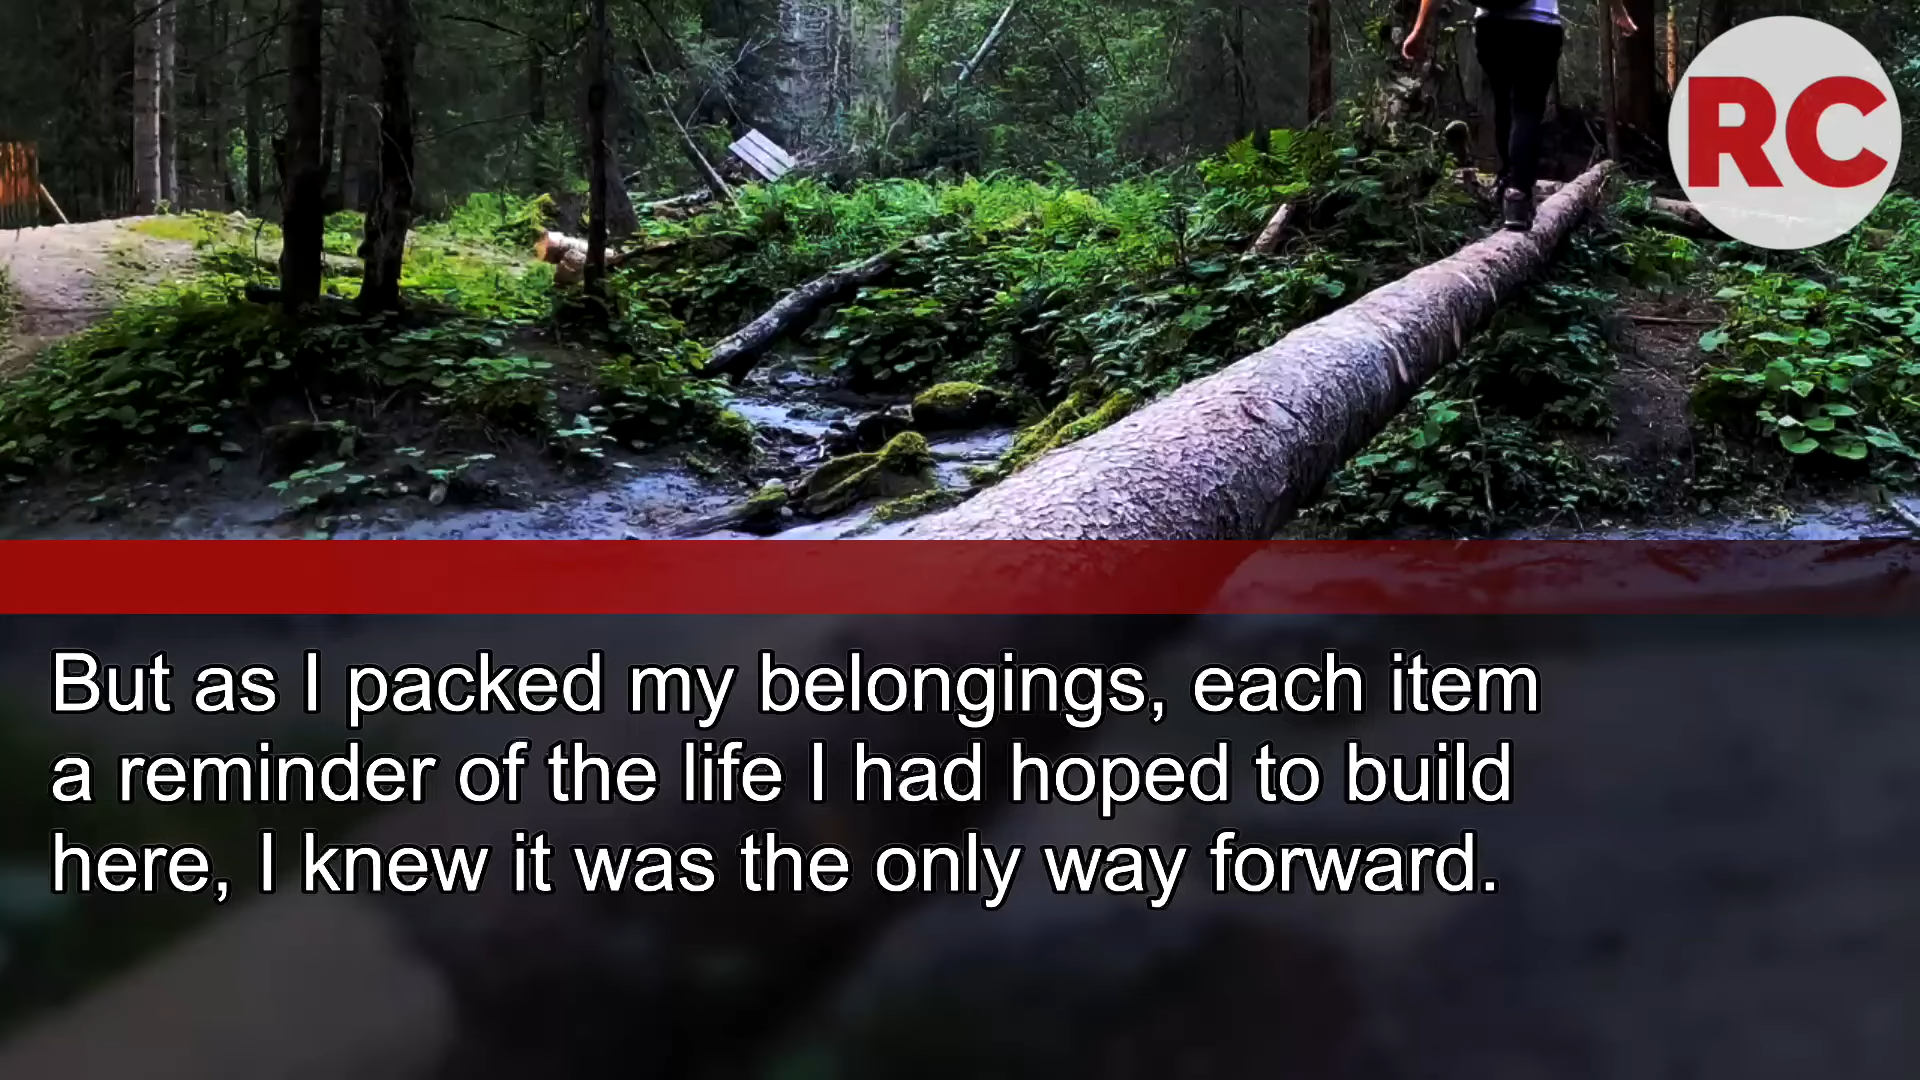 RC
But as I packed my belongings, each item
a reminder of the life I had hoped to build
here, I knew it was the only way forward.